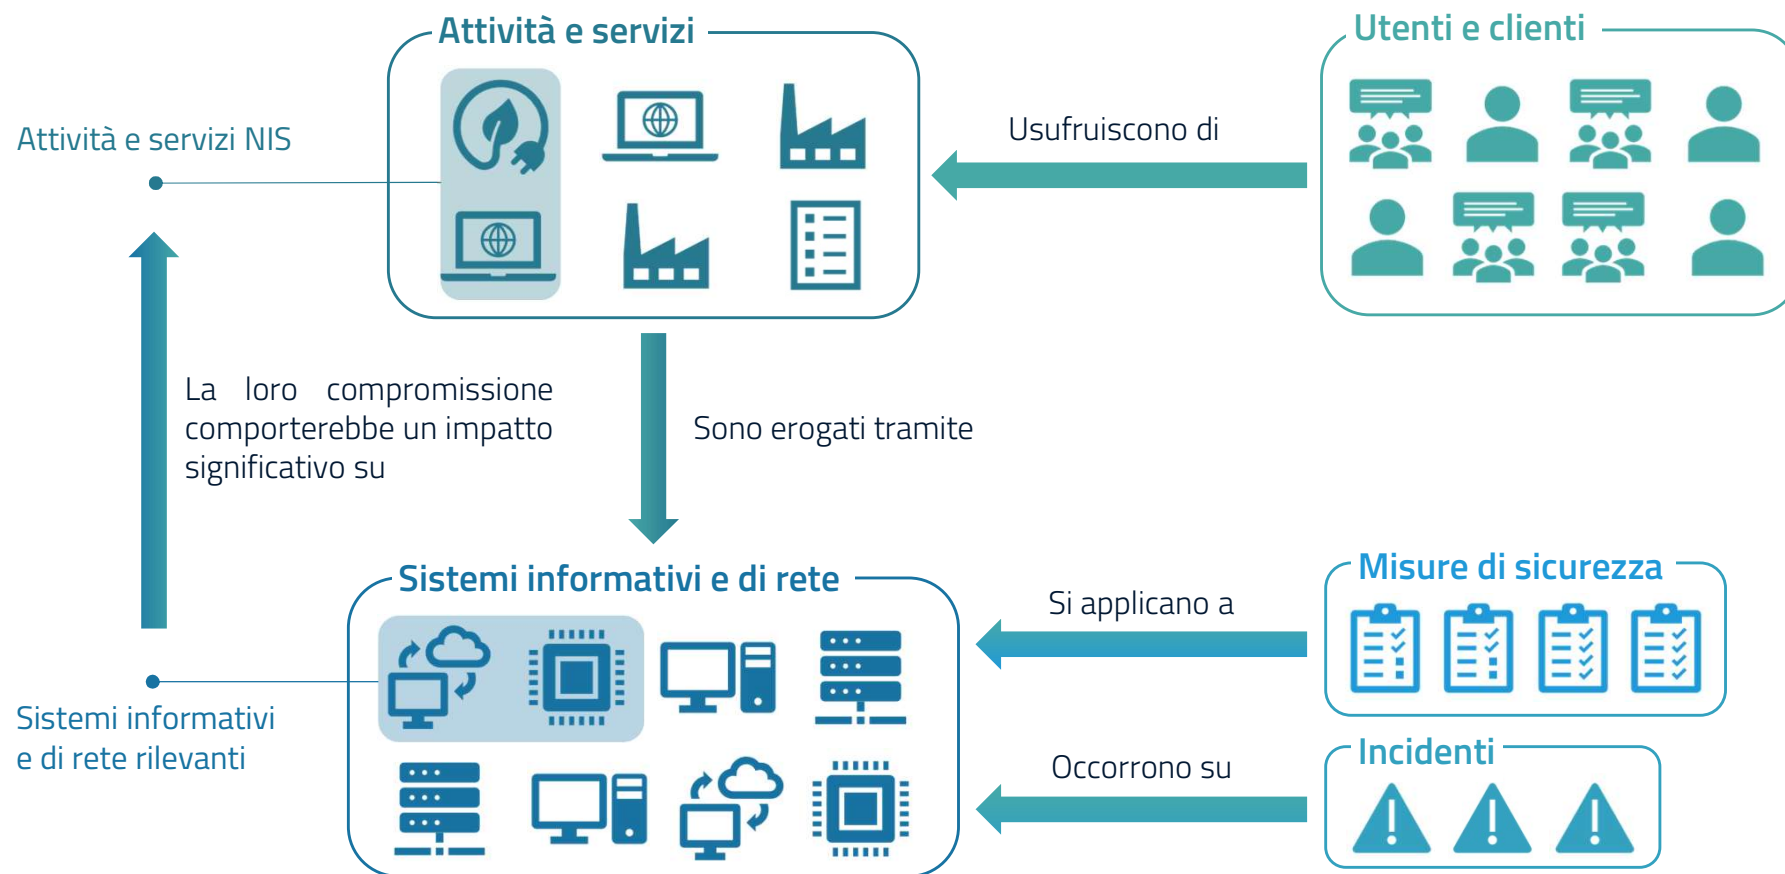 Attività e servizi
Utenti e clienti
Attività e servizi NIS
Usufruiscono di
La loro compromissione
comporterebbe un impatto
significativo su
Sono erogati tramite
Sistemi informativi e di rete
Si applicano a
Misure di sicurezza
Sistemi informativi
e di rete rilevanti
Occorrono su
Incidenti